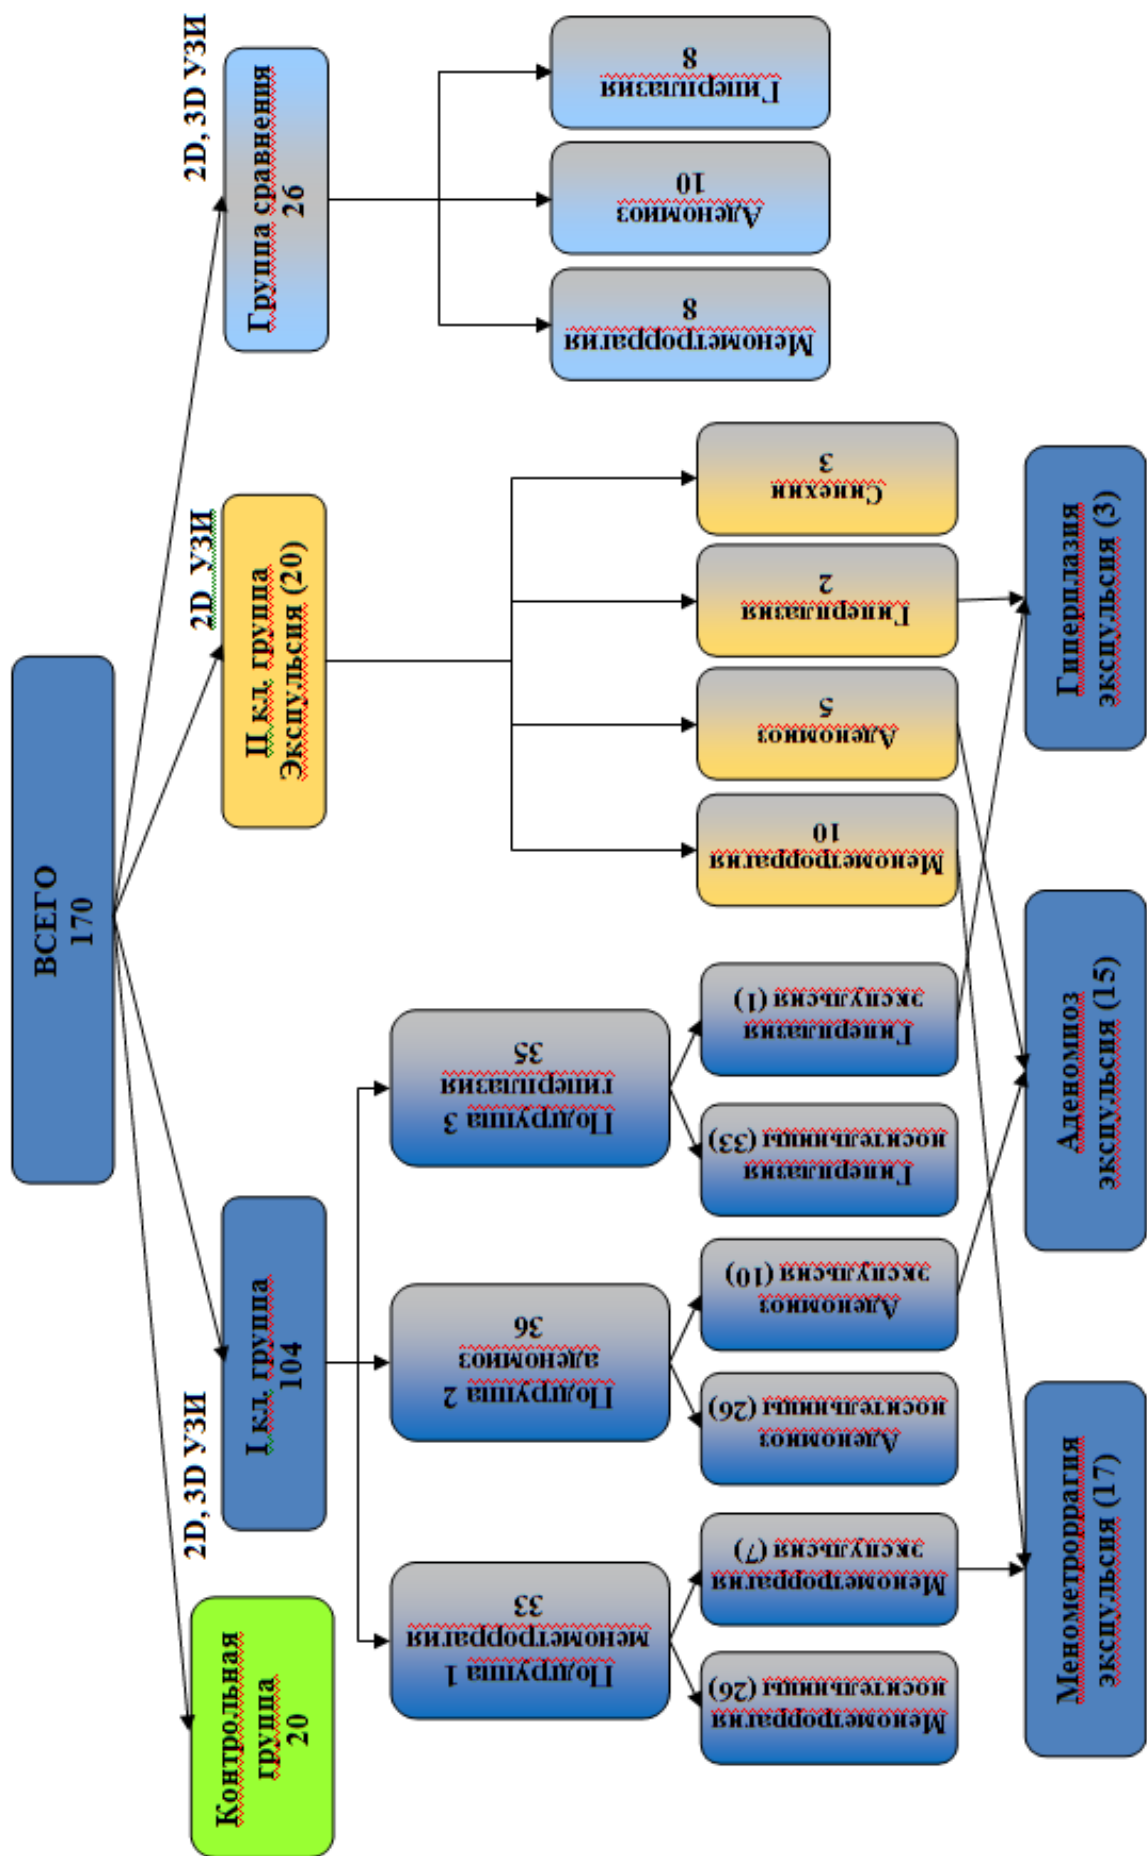 ВСЕГО
170
2D, 3D УЗИ
2D УЗИ
2D, 3D УЗИ
Контрольная
группа
20
I кл. группа
104
II кл. группа
Экспульсия (20)
Группа сравнения
26
Подгруппа 1
менометроррагия
33
Подгруппа 2
аденомиоз
36
Подгруппа 3
гиперплазия
35
Менометроррагия
8
Аденомиоз
10
Гиперплазия
8
Менометроррагия
носительницы (26)
Менометроррагия
экспульсия (7)
Аденомиоз
носительницы (26)
Аденомиоз
экспульсия (10)
Гиперплазия
носительницы (33)
Гиперплазия
экспульсия (1)
Менометроррагия
10
Аденомиоз
5
Гиперплазия
2
Синехии
3
Менометроррагия
экспульсия (17)
Аденомиоз
экспульсия (15)
Гиперплазия
экспульсия (3)